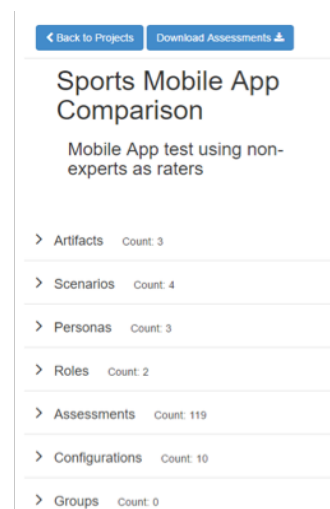 Back to Projects Download Assessments
Sports Mobile App
Comparison
Mobile App test using non-
experts as raters
Artifacts Count: 3
Scenarios Count: 4
Personas Count: 3
Roles Count: 2
Assessments Count: 119
Configurations Count: 10
Groups Count: 0